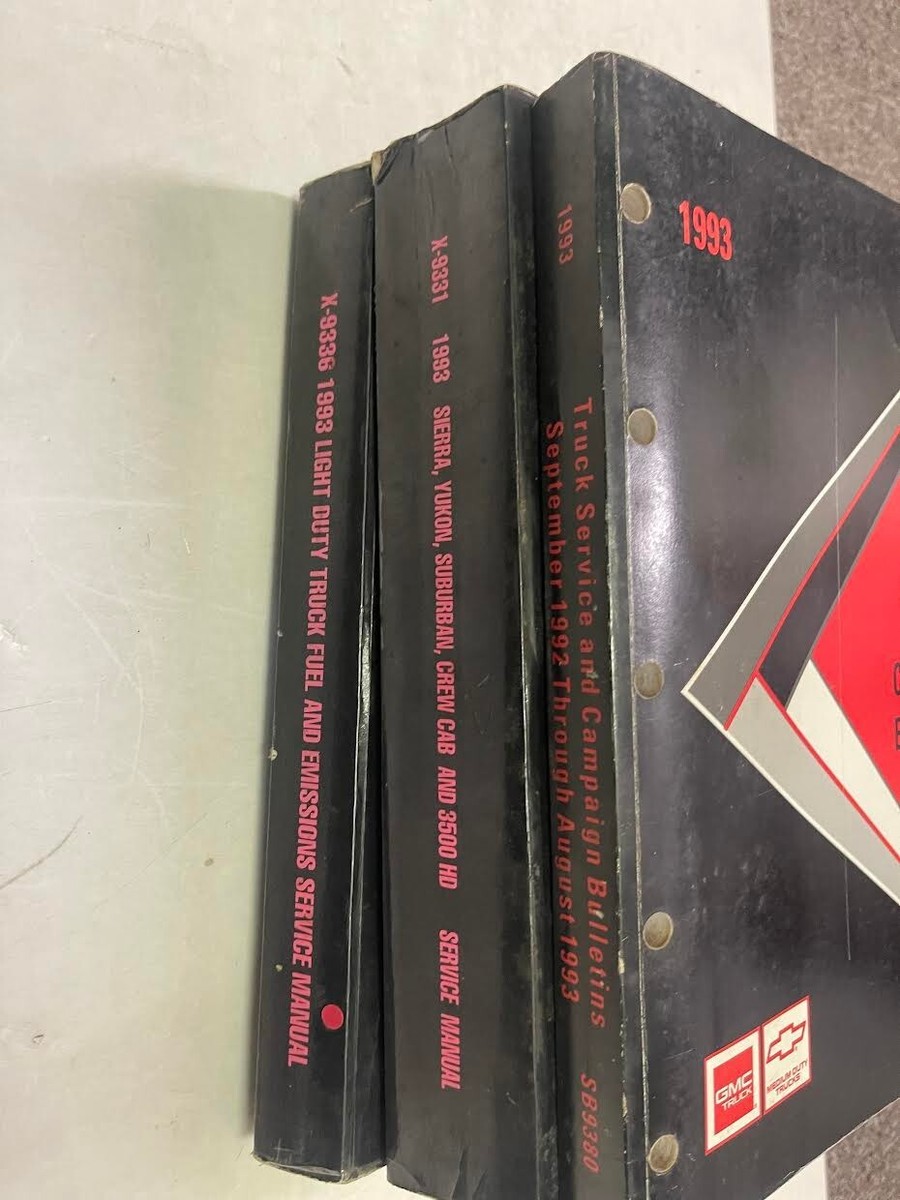 X-9336 1993 LIGHT DUTY TRUCK FUEL AND EMISSIONS SERVICE MANUAL
X-9331 1993 SIERRA, YUKON, SUBURBAN, CREW CAB AND 3500 HD SERVICE MANUAL
1993 Truck Service and Campaign Bulletins SB9380
September 1992 Through August 1993
1993
GMC
TRUCK
MEDIUM DUTY
TRUCKS